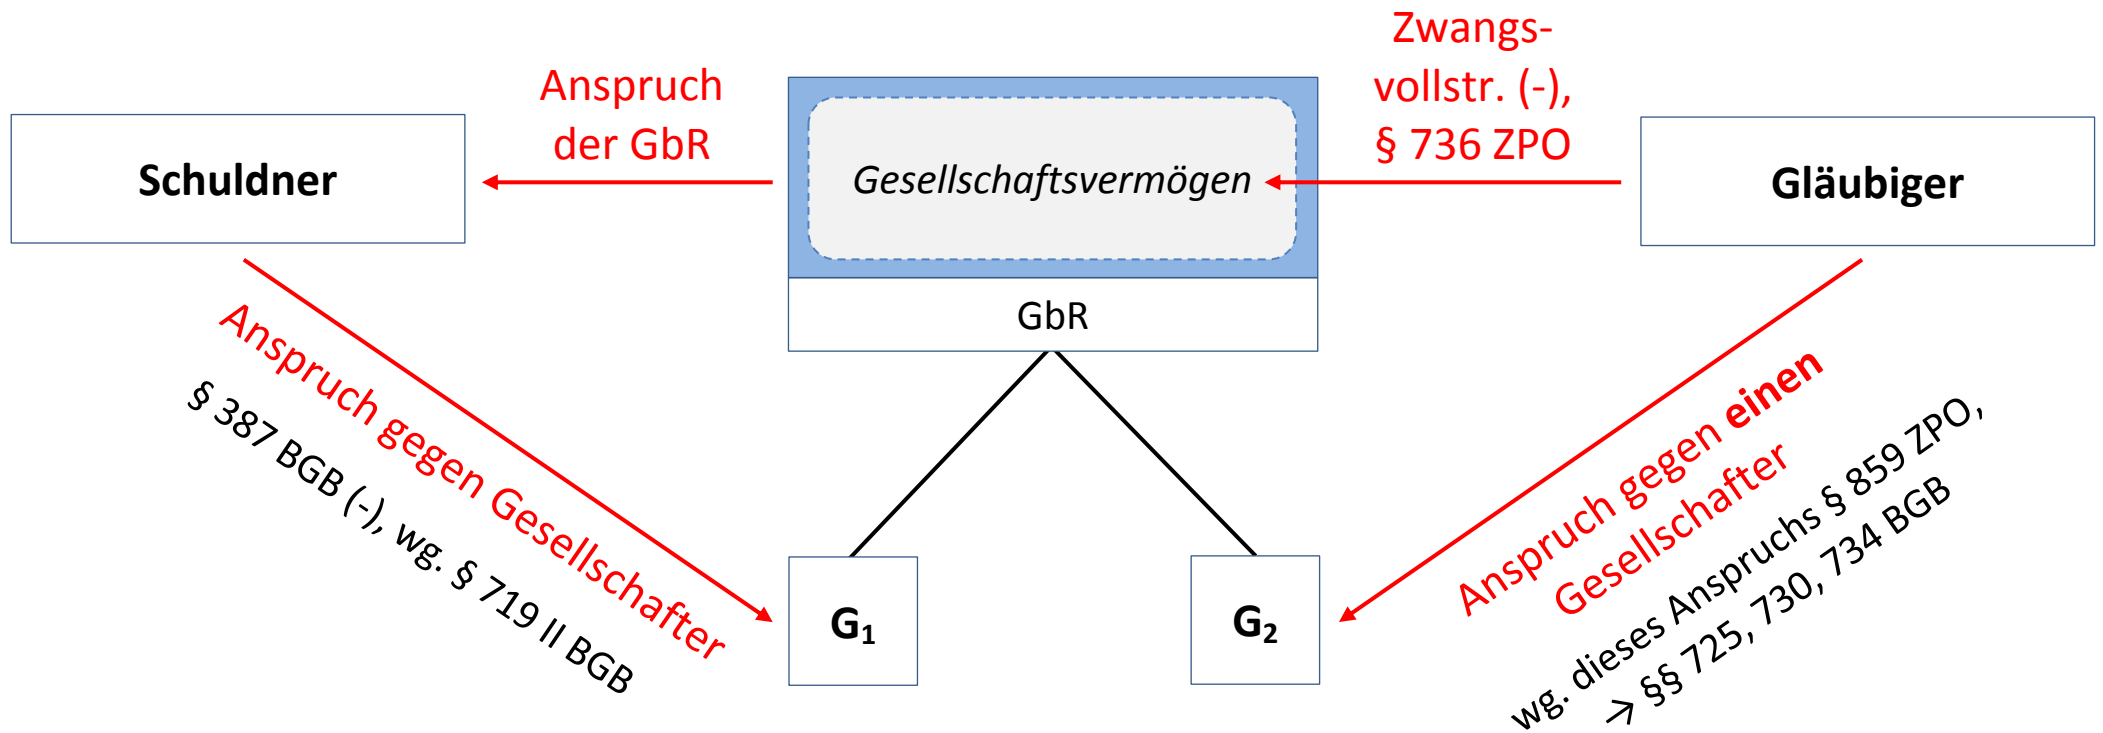 Zwangs-
vollstr. (-),
§ 736 ZPO
Anspruch
der GbR
Schuldner
Gesellschaftsvermögen
Gläubiger
GbR
Anspruch gegen Gesellschafter
§ 387 BGB (-), wg. § 719 II BGB
Anspruch gegen einen
Gesellschafter
wg. dieses Anspruchs § 859 ZPO,
→ §§ 725, 730, 734 BGB
G₁
G₂